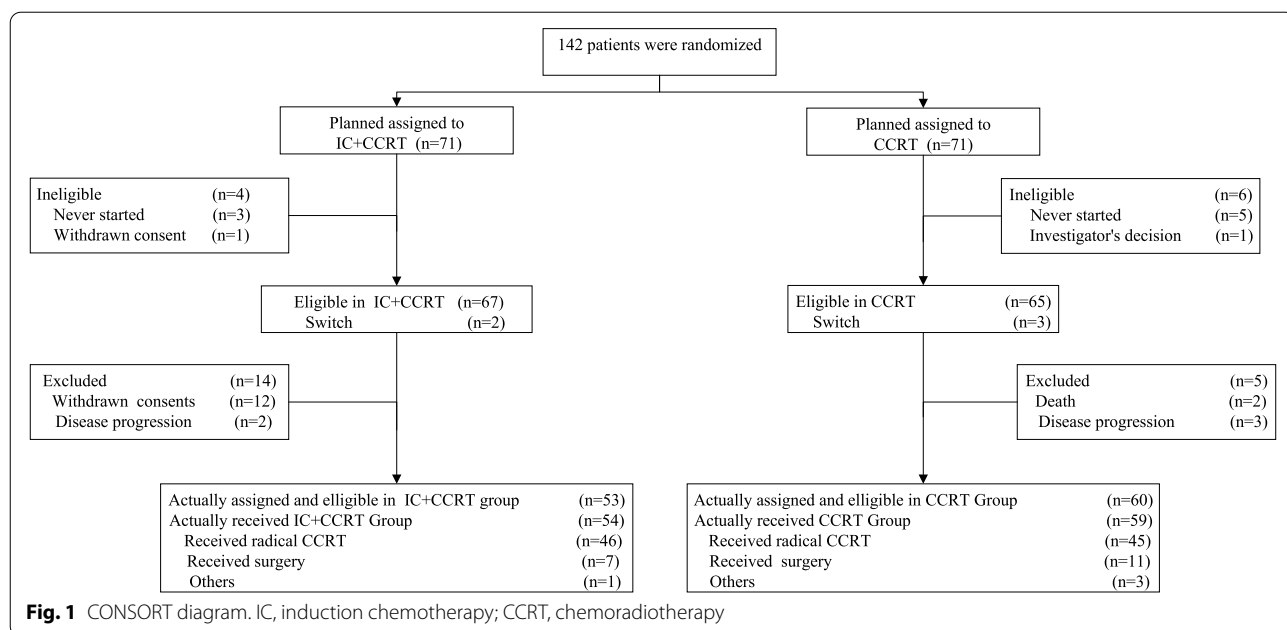 142 patients were randomized
Planned assigned to
IC+CCRT (n=71)
Planned assigned to
CCRT (n=71)
Ineligible (n=4)
Never started (n=3)
Withdrawn consent (n=1)
Ineligible (n=6)
Never started (n=5)
Investigator's decision (n=1)
Eligible in IC+CCRT (n=67)
Switch (n=2)
Eligible in CCRT (n=65)
Switch (n=3)
Excluded (n=14)
Withdrawn consents (n=12)
Disease progression (n=2)
Excluded (n=5)
Death (n=2)
Disease progression (n=3)
Actually assigned and elligible in IC+CCRT group (n=53)
Actually received IC+CCRT Group (n=54)
Received radical CCRT (n=46)
Received surgery (n=7)
Others (n=1)
Actually assigned and elligible in CCRT Group (n=60)
Actually received CCRT Group (n=59)
Received radical CCRT (n=45)
Received surgery (n=11)
Others (n=3)
Fig. 1 CONSORT diagram. IC, induction chemotherapy; CCRT, chemoradiotherapy